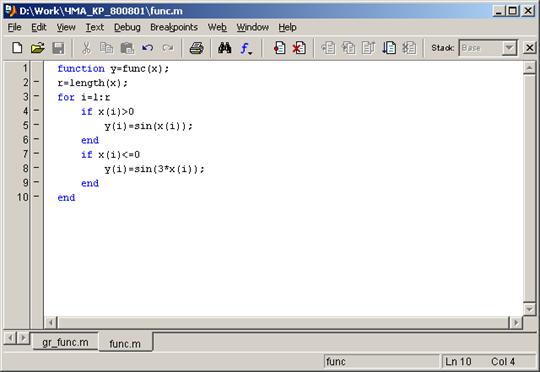 D:\Work\ЧМА_КР_800801\func.m
File Edit View Text Debug Breakpoints Web Window Help
Stack: Base
1 function y=func(x);
2 – r=length(x);
3 – for i=1:r
4 – if x(i)>0
5 – y(i)=sin(x(i));
6 – end
7 – if x(i)<=0
8 – y(i)=sin(3*x(i));
9 – end
10 – end
gr_func.m func.m
func Ln 10 Col 4